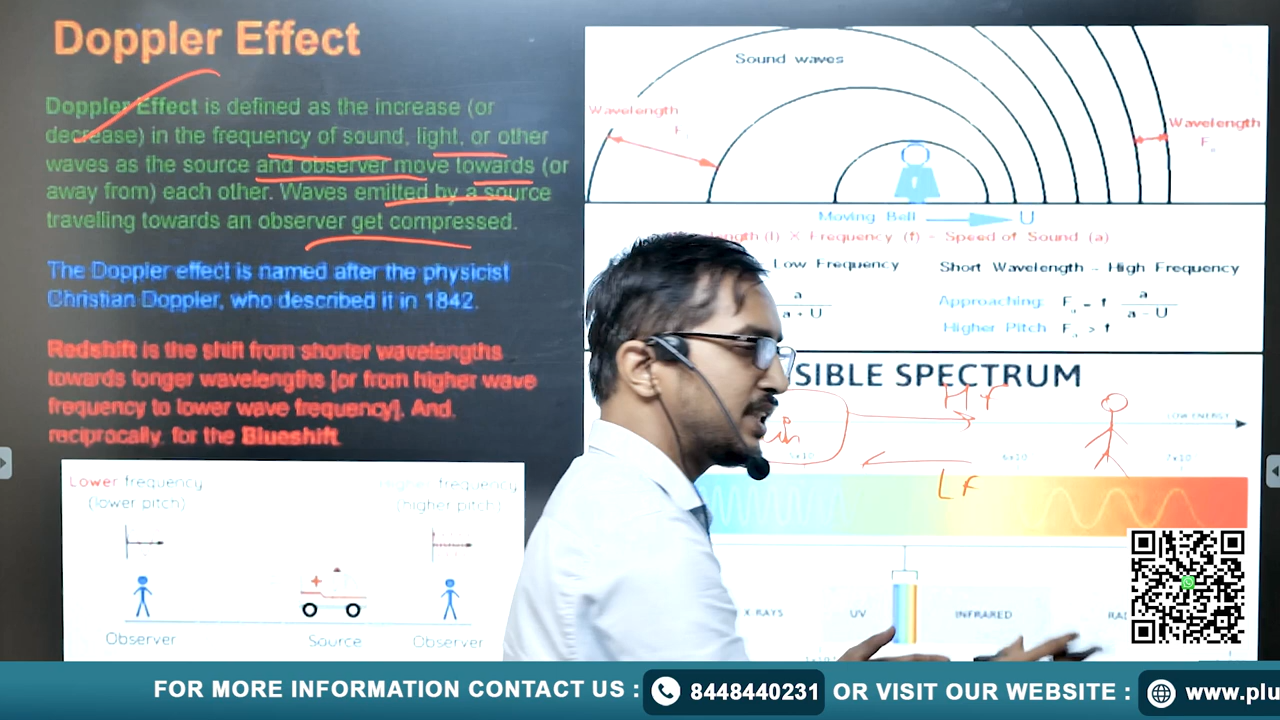 Doppler Effect
Doppler Effect is defined as the increase (or
decrease) in the frequency of sound, light, or other
waves as the source and observer move towards (or
away from) each other. Waves emitted by a source
travelling towards an observer get compressed.
The Doppler effect is named after the physicist
Christian Doppler, who described it in 1842.
Redshift is the shift from shorter wavelengths
towards longer wavelengths [or from higher wave
frequency to lower wave frequency]. And,
reciprocally, for the Blueshift
Lower frequency
(lower pitch)
frequency
(higher pitch)
Observer
Source
Observer
Sound waves
Wavelength
Wavelength
Moving Bell
U
(l) X Frequency (f) = Speed of Sound (a)
Low Frequency
Short Wavelength - High Frequency
a
a + U
Approaching:
f
a
a - U
Higher Pitch
> f
SIBLE SPECTRUM
H f
LOW ENERGY
L f
X RAYS
UV
INFRARED
FOR MORE INFORMATION CONTACT US :
8448440231
OR VISIT OUR WEBSITE :
www.plu